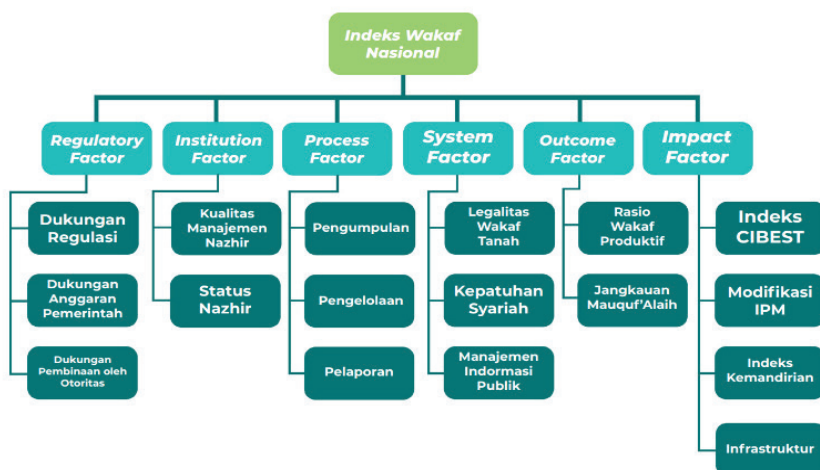 Indeks Wakaf
Nasional
Regulatory
Factor
Institution
Factor
Process
Factor
System
Factor
Outcome
Factor
Impact
Factor
Dukungan
Regulasi
Dukungan
Anggaran
Pemerintah
Dukungan
Pembinaan oleh
Otoritas
Kualitas
Manajemen
Nazhir
Status
Nazhir
Pengumpulan
Pengelolaan
Pelaporan
Legalitas
Wakaf
Tanah
Kepatuhan
Syariah
Manajemen
Indormasi
Publik
Rasio
Wakaf
Produktif
Jangkauan
Mauquf'Alaih
Indeks
CIBEST
Modifikasi
IPM
Indeks
Kemandirian
Infrastruktur